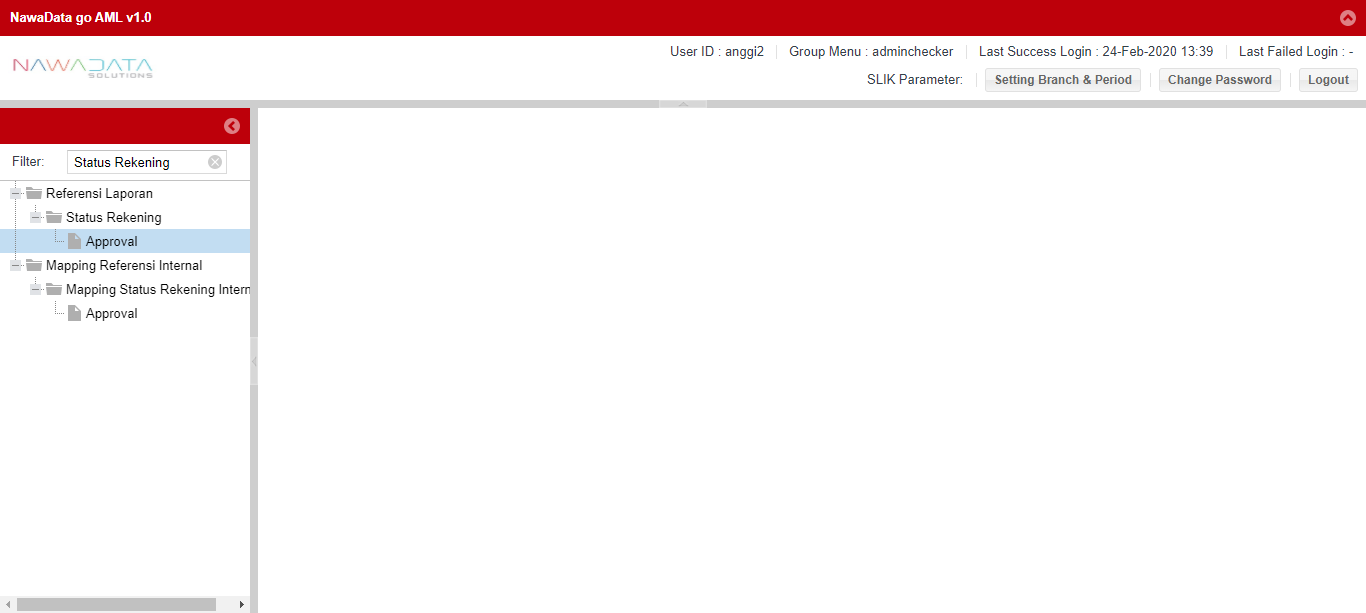 NawaData go AML v1.0
NAWADATA
SOLUTIONS
User ID : anggi2 Group Menu : adminchecker Last Success Login : 24-Feb-2020 13:39 Last Failed Login : -
SLIK Parameter: Setting Branch & Period Change Password Logout
Filter: Status Rekening
Referensi Laporan
Status Rekening
Approval
Mapping Referensi Internal
Mapping Status Rekening Intern
Approval